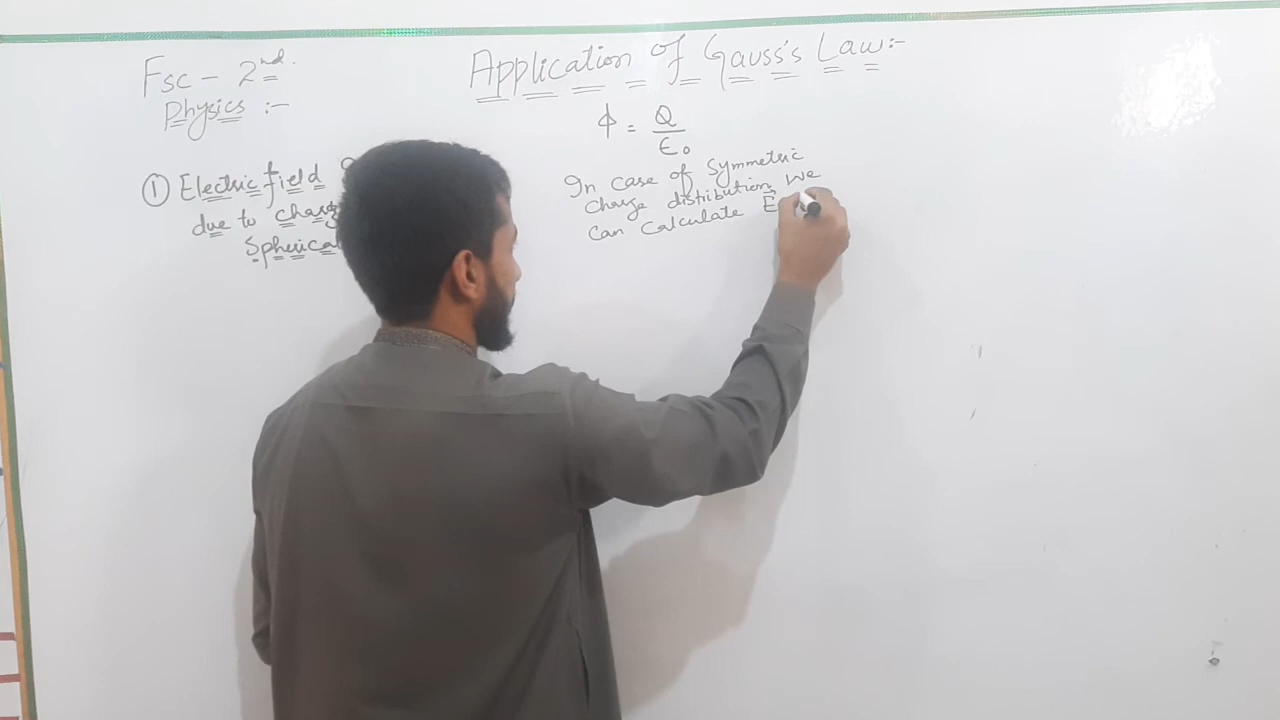 Fsc - 2nd.
Physics :-
Application of Gauss's Law:-
ϕ = Q
ε₀
① Electric field
due to
Spherical
In case of Symmetric
charge distribution, we
can calculate E